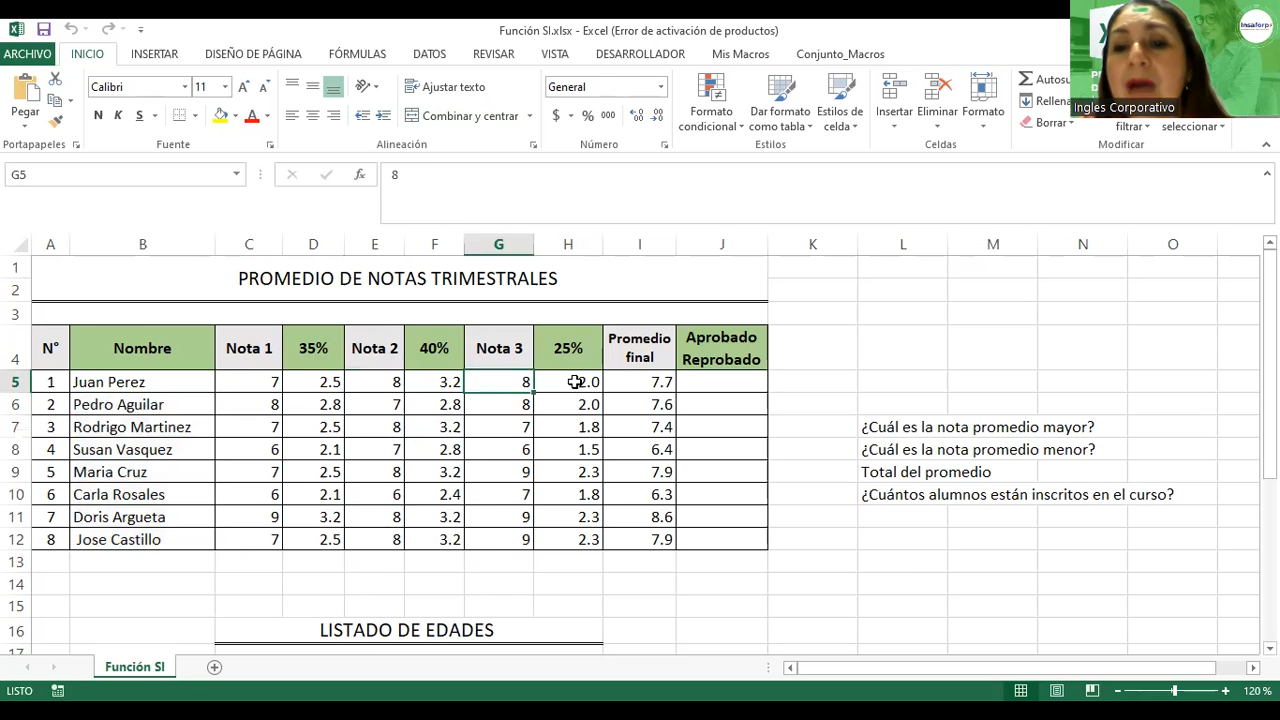 Función SI.xlsx - Excel (Error de activación de productos)
ARCHIVO INICIO INSERTAR DISEÑO DE PÁGINA FÓRMULAS DATOS REVISAR VISTA DESARROLLADOR Mis Macros Conjunto_Macros
Insaforp
Ingles Corporativo
Calibri 11 Ajustar texto General Autosu
Pegar Formato Dar formato Estilos de Insertar Eliminar Formato Rellena
N K S Combinar y centrar $ % 000 condicional como tabla celda Borrar filtrar seleccionar
Portapapeles Fuente Alineación Número Estilos Celdas Modificar
G5 fx 8
A B C D E F G H I J K L M N O
1 PROMEDIO DE NOTAS TRIMESTRALES
2
3
4 N° Nombre Nota 1 35% Nota 2 40% Nota 3 25% Promedio final Aprobado Reprobado
5 1 Juan Perez 7 2.5 8 3.2 8 2.0 7.7
6 2 Pedro Aguilar 8 2.8 7 2.8 8 2.0 7.6
7 3 Rodrigo Martinez 7 2.5 8 3.2 7 1.8 7.4 ¿Cuál es la nota promedio mayor?
8 4 Susan Vasquez 6 2.1 7 2.8 6 1.5 6.4 ¿Cuál es la nota promedio menor?
9 5 Maria Cruz 7 2.5 8 3.2 9 2.3 7.9 Total del promedio
10 6 Carla Rosales 6 2.1 6 2.4 7 1.8 6.3 ¿Cuántos alumnos están inscritos en el curso?
11 7 Doris Argueta 9 3.2 8 3.2 9 2.3 8.6
12 8 Jose Castillo 7 2.5 8 3.2 9 2.3 7.9
13
14
15
16 LISTADO DE EDADES
17
Función SI
LISTO 120 %